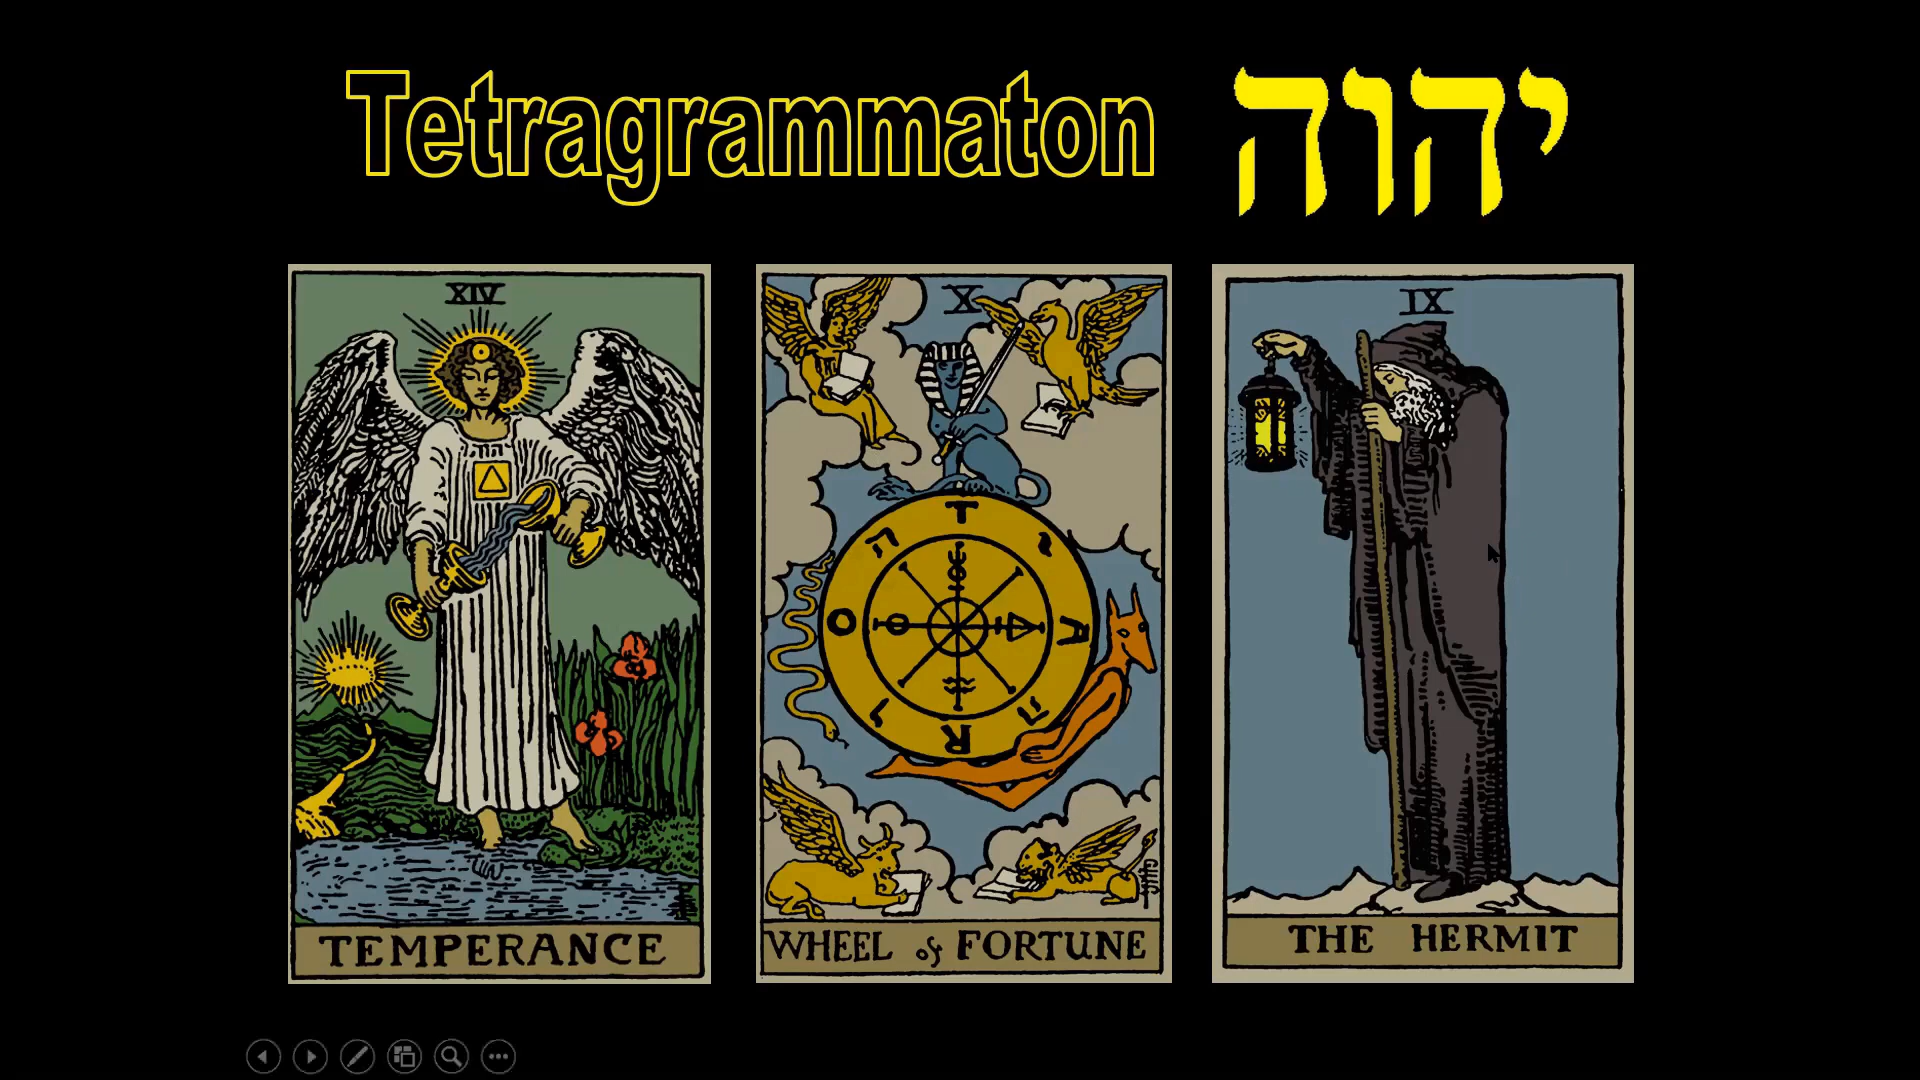 Tetragrammaton יהוה
XIV
TEMPERANCE
X
T
A
R
O
י
ה
ו
ה
WHEEL of FORTUNE
IX
THE HERMIT